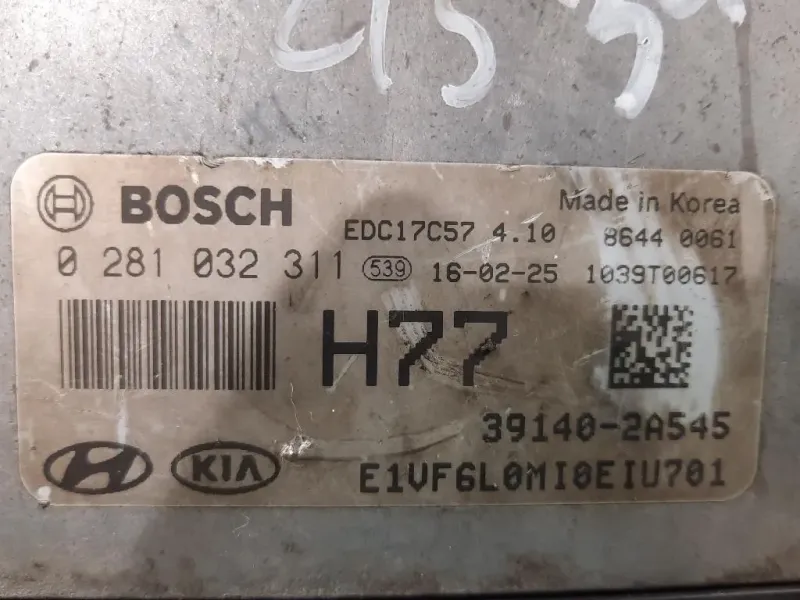 BOSCH
Made in Korea
EDC17C57 4.10 8644 0061
0 281 032 311 539 16-02-25 1039T00617
H77
39140-2A545
KIA
E1VF6L0MI0EIU701